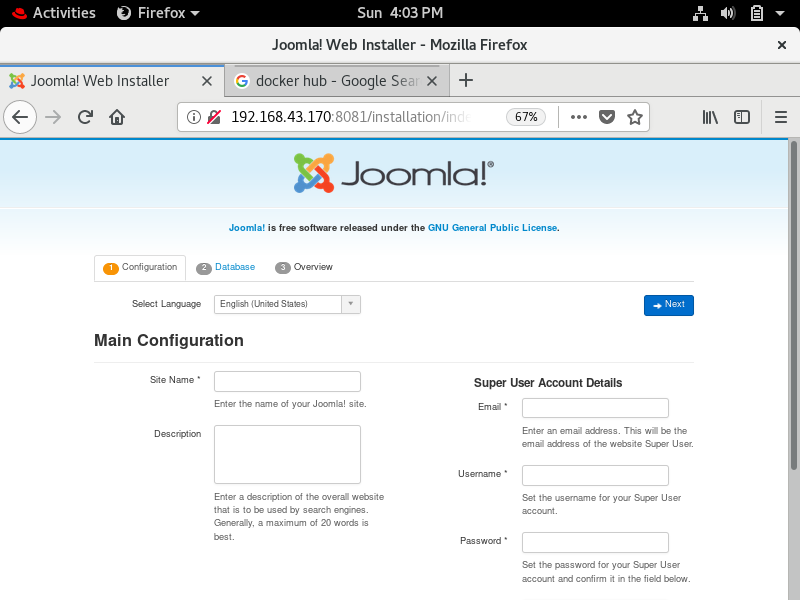 Activities Firefox Sun 4:03 PM
Joomla! Web Installer - Mozilla Firefox
Joomla! Web Installer docker hub - Google Sear
192.168.43.170:8081/installation/inde 67%
Joomla!®
Joomla! is free software released under the GNU General Public License.
1 Configuration 2 Database 3 Overview
Select Language English (United States) Next
Main Configuration
Site Name *
Enter the name of your Joomla! site.
Description
Enter a description of the overall website
that is to be used by search engines.
Generally, a maximum of 20 words is
best.
Super User Account Details
Email *
Enter an email address. This will be the
email address of the website Super User.
Username *
Set the username for your Super User
account.
Password *
Set the password for your Super User
account and confirm it in the field below.